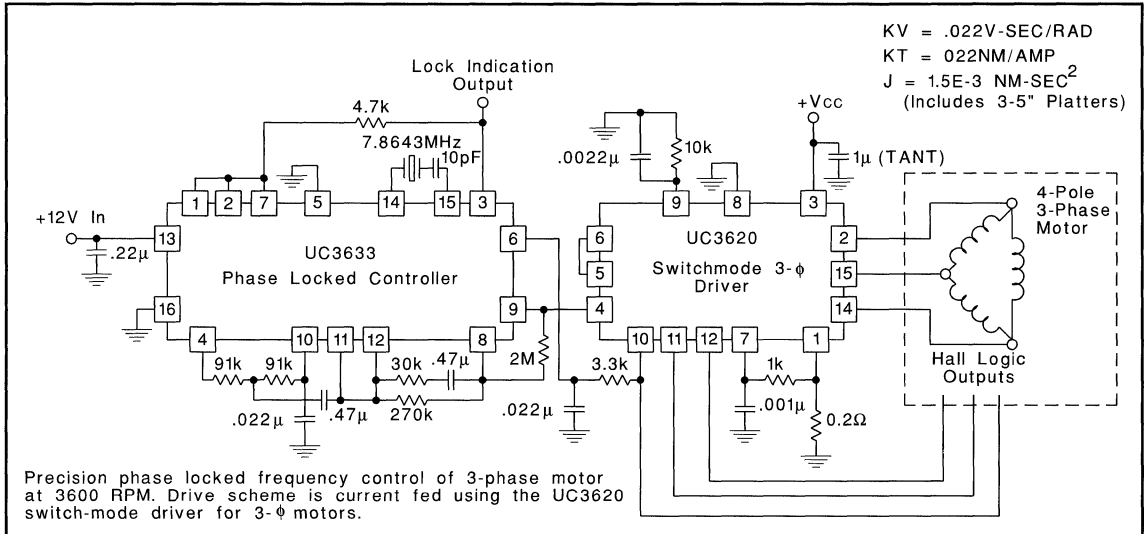 KV = .022V-SEC/RAD
KT = 022NM/AMP
J = 1.5E-3 NM-SEC2
(Includes 3-5" Platters)
Lock Indication
Output
4.7k
7.8643MHz
10pF
+VCC
.0022μ
10k
1μ (TANT)
4-Pole
3-Phase
Motor
1
2
7
5
14
15
3
9
8
3
+12V In
.22μ
13
16
UC3633
Phase Locked Controller
6
9
6
5
4
UC3620
Switchmode 3-ϕ
Driver
2
15
14
4
10
11
12
8
10
11
12
7
1
91k
91k
.022μ
.47μ
30k
.47μ
270k
2M
3.3k
.022μ
1k
.001μ
0.2Ω
Hall Logic
Outputs
Precision phase locked frequency control of 3-phase motor
at 3600 RPM. Drive scheme is current fed using the UC3620
switch-mode driver for 3-ϕ motors.